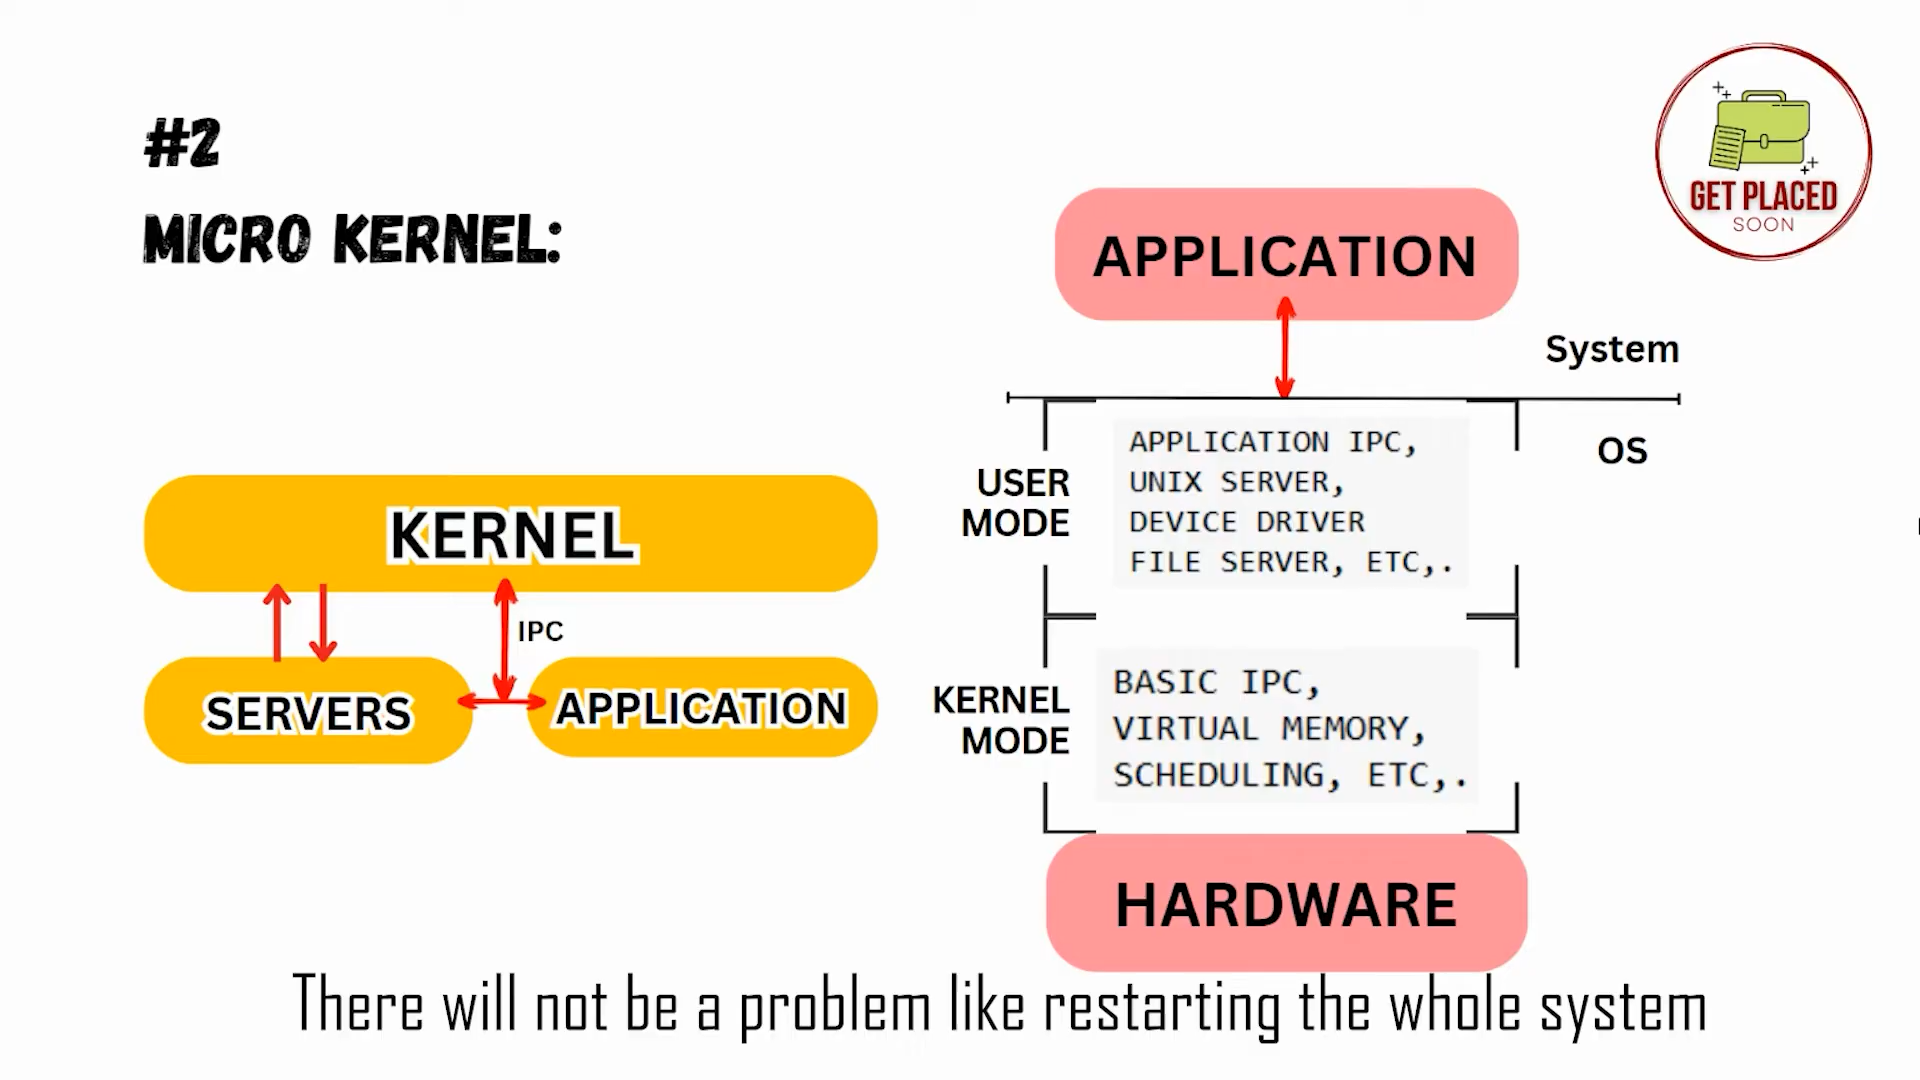 #2
MICRO KERNEL:
GET PLACED
SOON
KERNEL
IPC
SERVERS
APPLICATION
APPLICATION
System
OS
USER
MODE
APPLICATION IPC,
UNIX SERVER,
DEVICE DRIVER
FILE SERVER, ETC,.
KERNEL
MODE
BASIC IPC,
VIRTUAL MEMORY,
SCHEDULING, ETC,.
HARDWARE
There will not be a problem like restarting the whole system